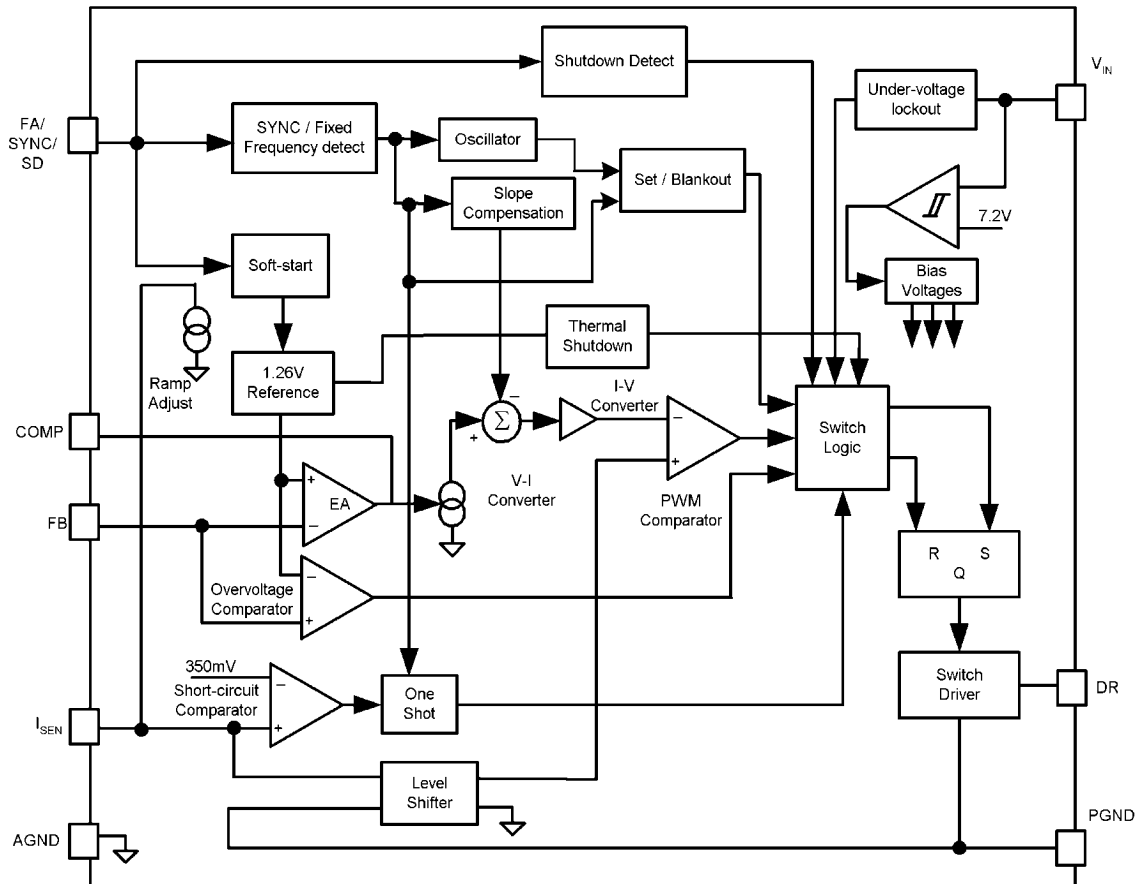 Shutdown Detect
V_IN
Under-voltage
lockout
FA/
SYNC/
SD
SYNC / Fixed
Frequency detect
Oscillator
Set / Blankout
Slope
Compensation
7.2V
Soft-start
Bias
Voltages
Thermal
Shutdown
1.26V
Reference
Ramp
Adjust
I-V
Converter
COMP
−
Σ
+
−
+
Switch
Logic
V-I
Converter
PWM
Comparator
+
EA
−
FB
R S
Q
Overvoltage
Comparator
−
+
350mV
Short-circuit
Comparator
−
+
One
Shot
Switch
Driver
DR
I_SEN
Level
Shifter
AGND
PGND